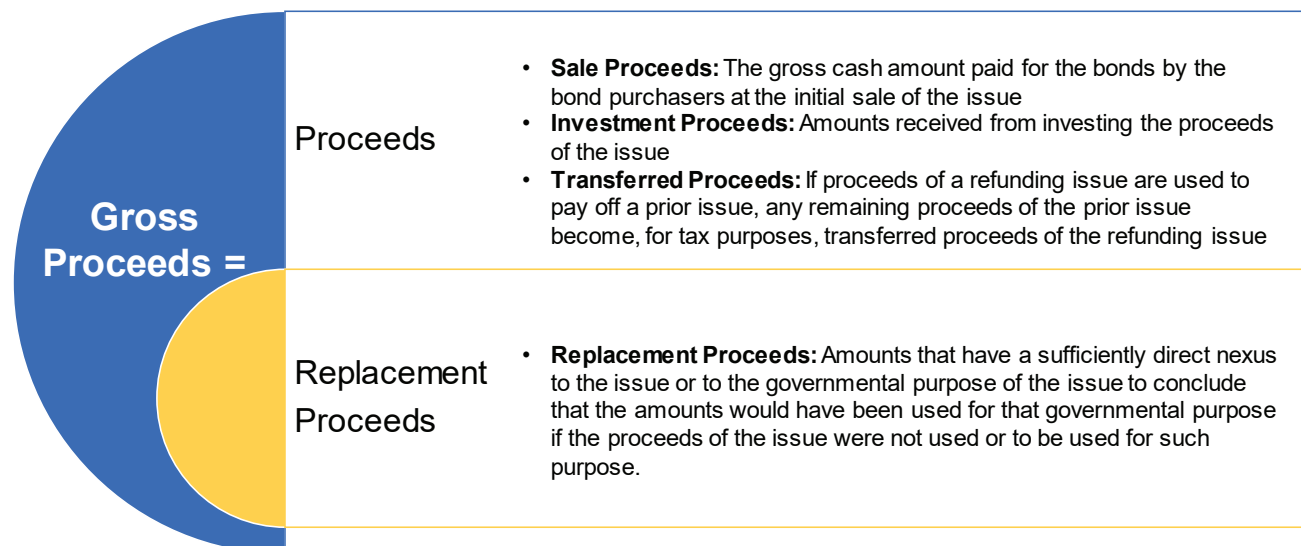 Gross
Proceeds =
Proceeds
• Sale Proceeds: The gross cash amount paid for the bonds by the
bond purchasers at the initial sale of the issue
• Investment Proceeds: Amounts received from investing the proceeds
of the issue
• Transferred Proceeds: If proceeds of a refunding issue are used to
pay off a prior issue, any remaining proceeds of the prior issue
become, for tax purposes, transferred proceeds of the refunding issue
Replacement
Proceeds
• Replacement Proceeds: Amounts that have a sufficiently direct nexus
to the issue or to the governmental purpose of the issue to conclude
that the amounts would have been used for that governmental purpose
if the proceeds of the issue were not used or to be used for such
purpose.